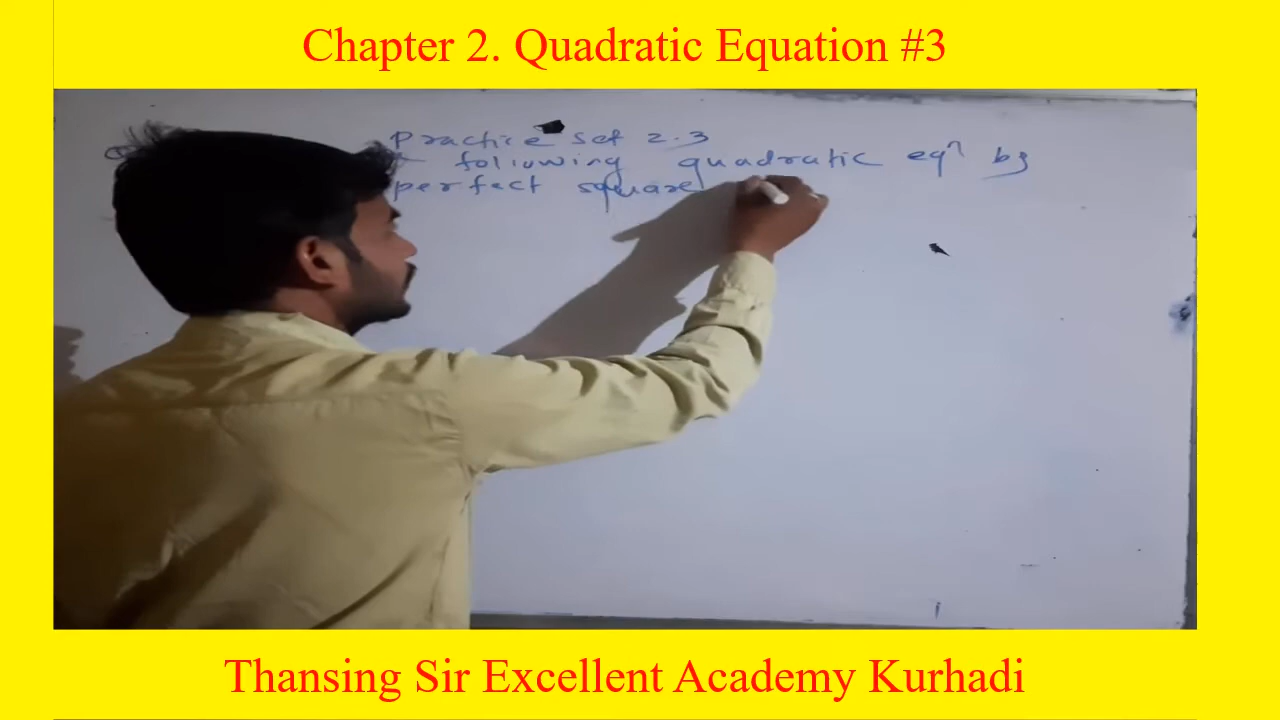 Chapter 2. Quadratic Equation #3
Practice Set 2.3
following quadratic eqn by
perfect square
Thansing Sir Excellent Academy Kurhadi